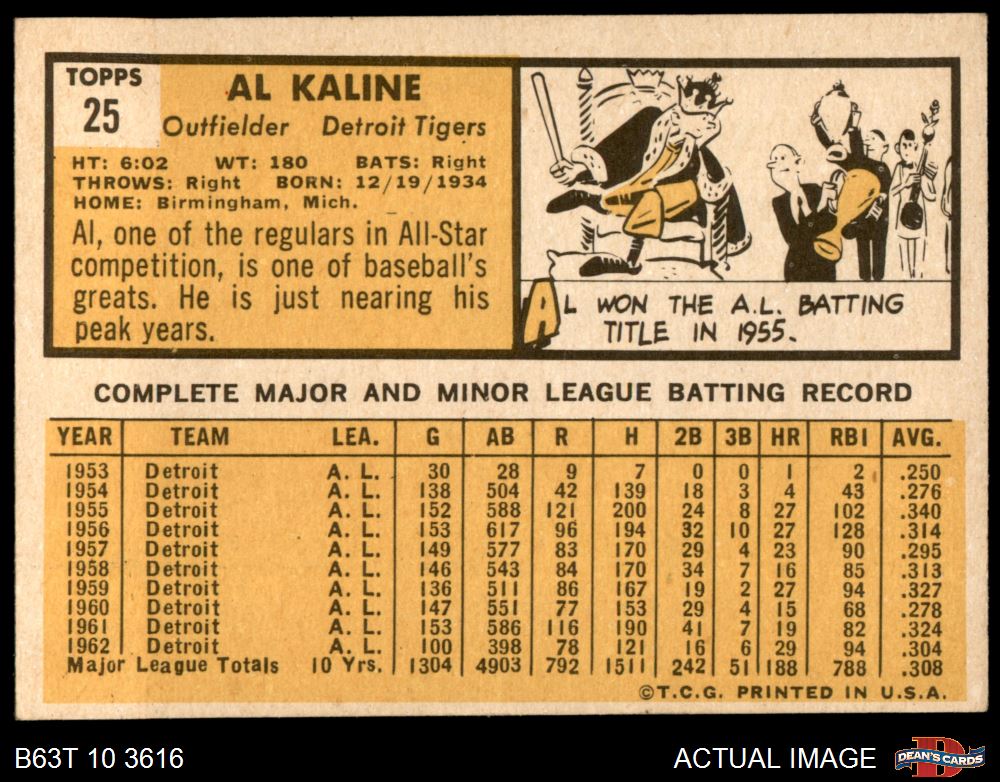 TOPPS
25
AL KALINE
Outfielder Detroit Tigers
HT: 6:02 WT: 180 BATS: Right
THROWS: Right BORN: 12/19/1934
HOME: Birmingham, Mich.
Al, one of the regulars in All-Star
competition, is one of baseball's
greats. He is just nearing his
peak years.
AL WON THE A.L. BATTING
TITLE IN 1955.
COMPLETE MAJOR AND MINOR LEAGUE BATTING RECORD
YEAR TEAM LEA. G AB R H 2B 3B HR RBI AVG.
1953 Detroit A. L. 30 28 9 7 0 0 1 2 .250
1954 Detroit A. L. 138 504 42 139 18 3 4 43 .276
1955 Detroit A. L. 152 588 121 200 24 8 27 102 .340
1956 Detroit A. L. 153 617 96 194 32 10 27 128 .314
1957 Detroit A. L. 149 577 83 170 29 4 23 90 .295
1958 Detroit A. L. 146 543 84 170 34 7 16 85 .313
1959 Detroit A. L. 136 511 86 167 19 2 27 94 .327
1960 Detroit A. L. 147 551 77 153 29 4 15 68 .278
1961 Detroit A. L. 153 586 116 190 41 7 19 82 .324
1962 Detroit A. L. 100 398 78 121 16 6 29 94 .304
Major League Totals 10 Yrs. 1304 4903 792 1511 242 51 188 788 .308
©T.C.G. PRINTED IN U.S.A.
B63T 10 3616 ACTUAL IMAGE
D
DEAN'S CARDS